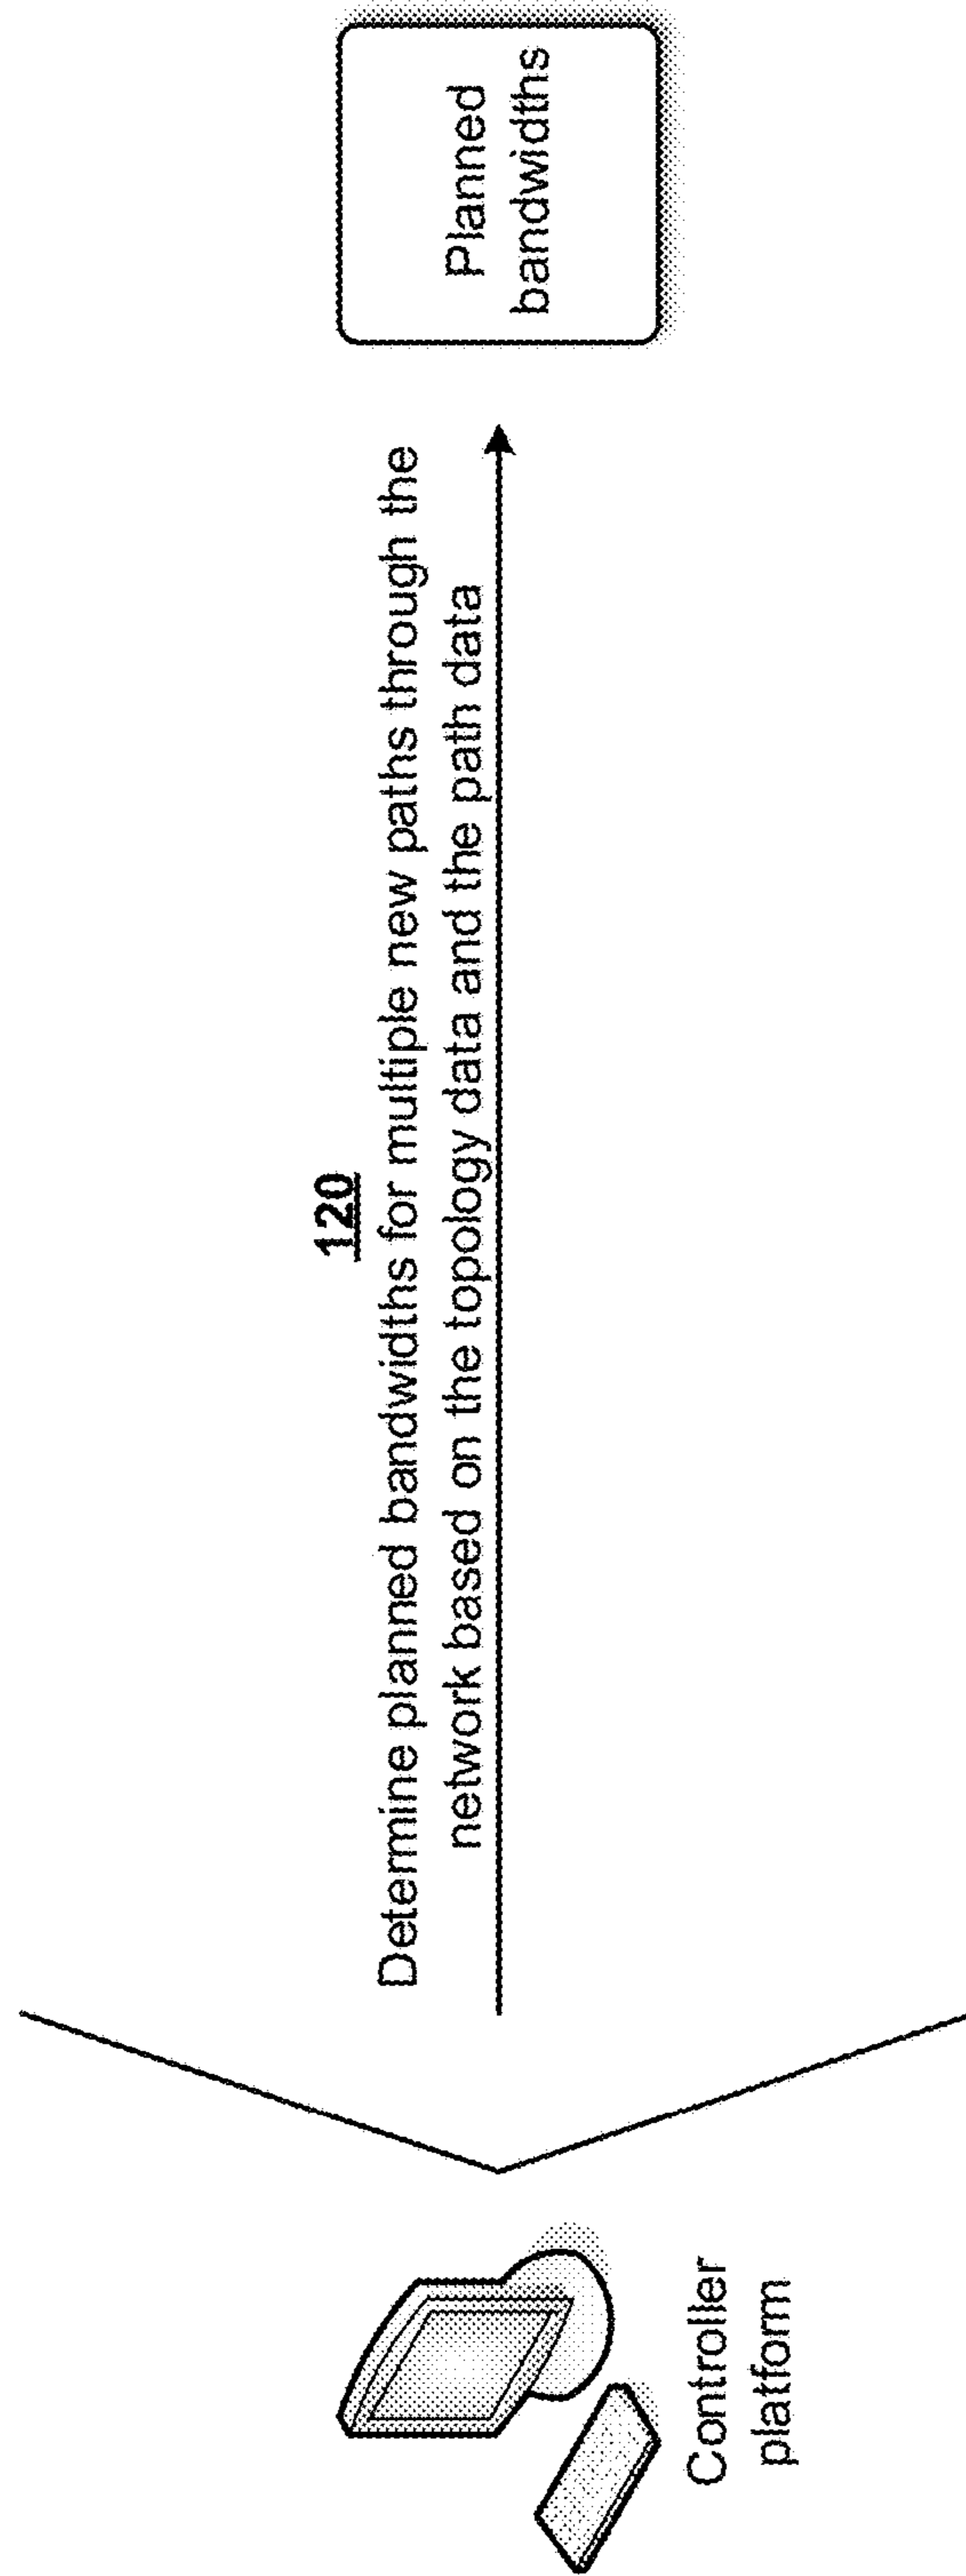 120
Determine planned bandwidths for multiple new paths through the
network based on the topology data and the path data
Planned
bandwidths
Controller
platform